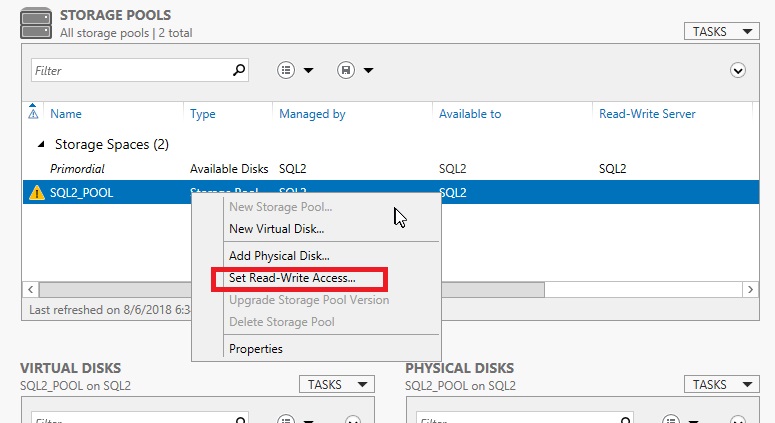 STORAGE POOLS
All storage pools | 2 total
TASKS
Filter
Name Type Managed by Available to Read-Write Server
Storage Spaces (2)
Primordial Available Disks SQL2 SQL2 SQL2
SQL2_POOL Storage Pool SQL2 SQL2
New Storage Pool...
New Virtual Disk...
Add Physical Disk...
Set Read-Write Access...
Upgrade Storage Pool Version
Last refreshed on 8/6/2018 6:3
Delete Storage Pool
Properties
VIRTUAL DISKS
SQL2_POOL on SQL2
TASKS
PHYSICAL DISKS
SQL2_POOL on SQL2
TASKS
Filter
Filter